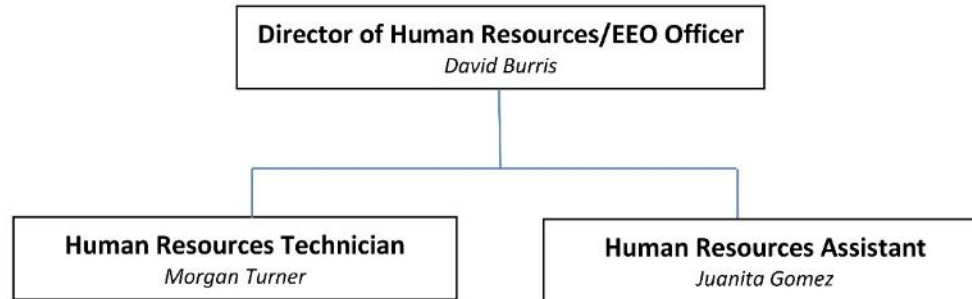 Director of Human Resources/EEO Officer
David Burris
Human Resources Technician
Morgan Turner
Human Resources Assistant
Juanita Gomez